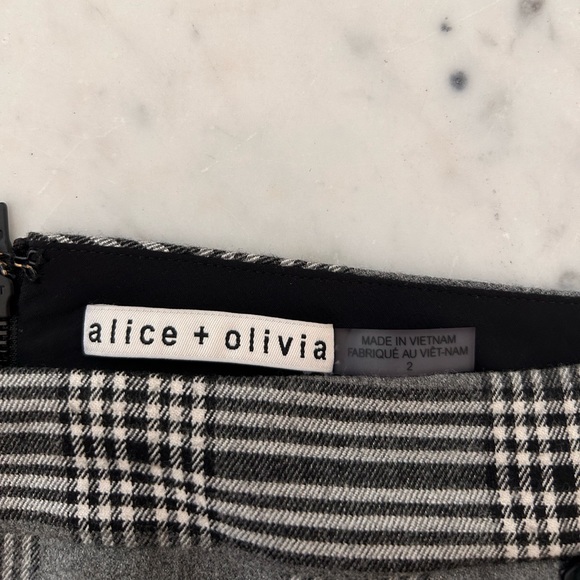 alice + olivia
MADE IN VIETNAM
FABRIQUÉ AU VIÊT-NAM
2